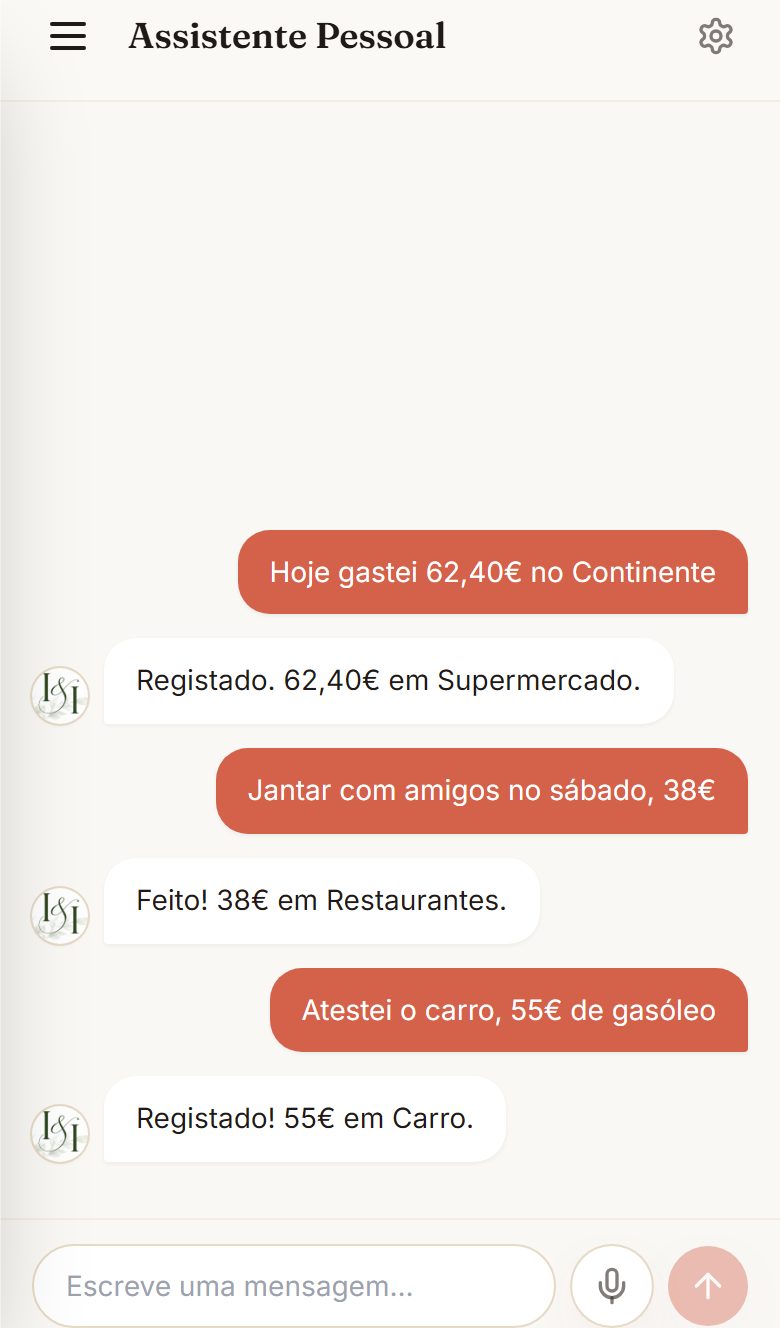 Assistente Pessoal
Hoje gastei 62,40€ no Continente
Registado. 62,40€ em Supermercado.
I&I
Jantar com amigos no sábado, 38€
Feito! 38€ em Restaurantes.
I&I
Atestei o carro, 55€ de gasóleo
Registado! 55€ em Carro.
I&I
Escreve uma mensagem...